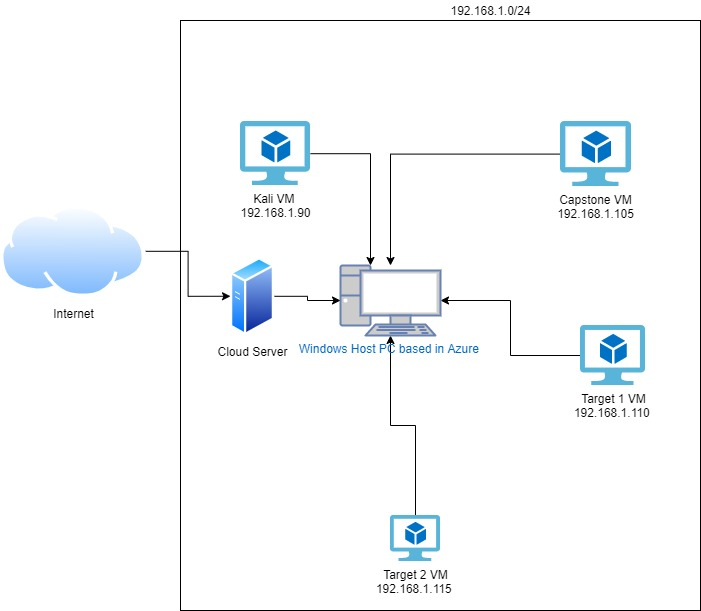 192.168.1.0/24
Kali VM
192.168.1.90
Capstone VM
192.168.1.105
Internet
Cloud Server
Windows Host PC based in Azure
Target 1 VM
192.168.1.110
Target 2 VM
192.168.1.115